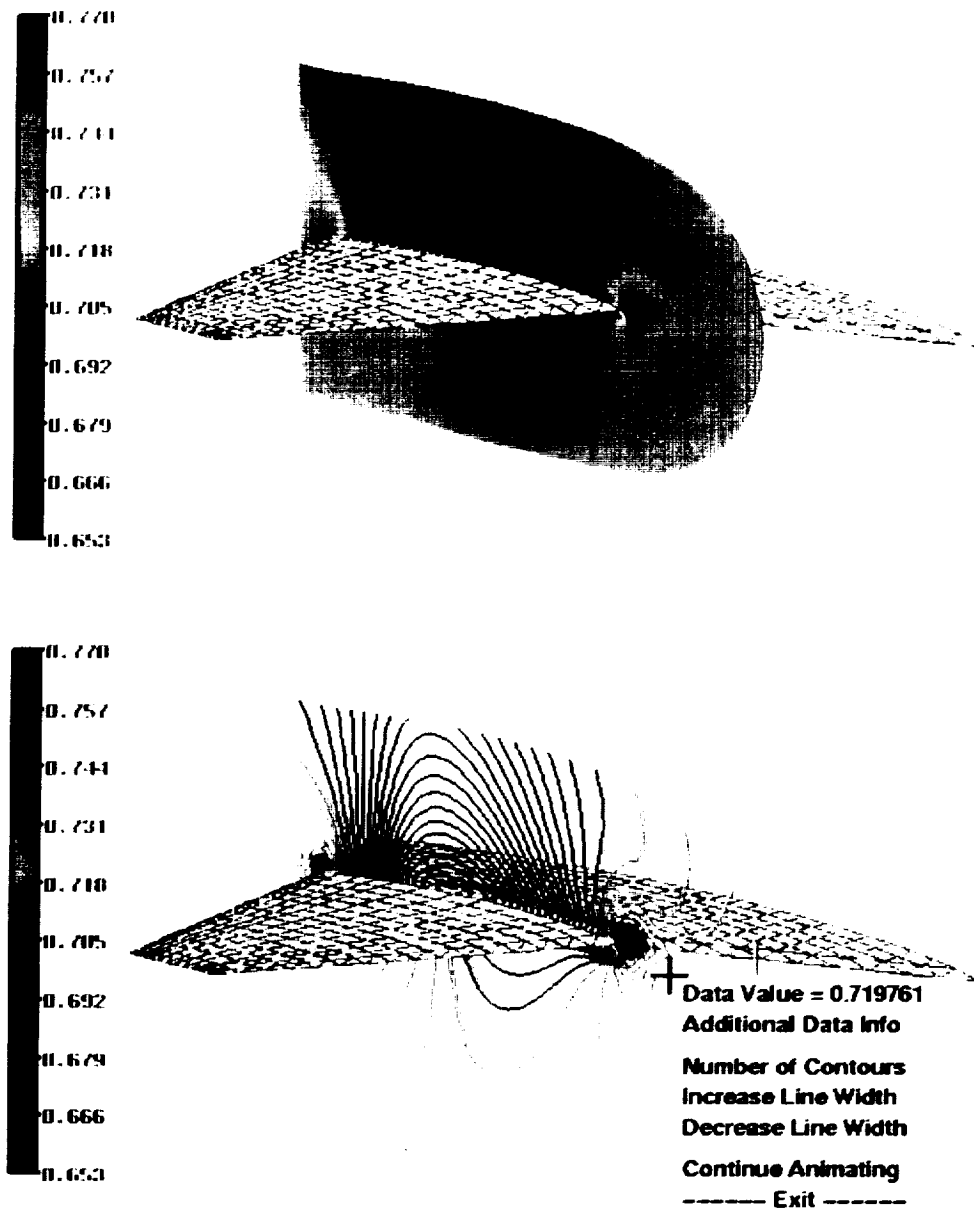 0.770
0.757
0.731
0.718
0.705
0.692
0.679
0.666
0.653
0.770
0.757
0.744
0.731
0.718
0.705
0.692
0.679
0.666
0.653
Data Value = 0.719761
Additional Data Info
Number of Contours
Increase Line Width
Decrease Line Width
Continue Animating
------ Exit ------